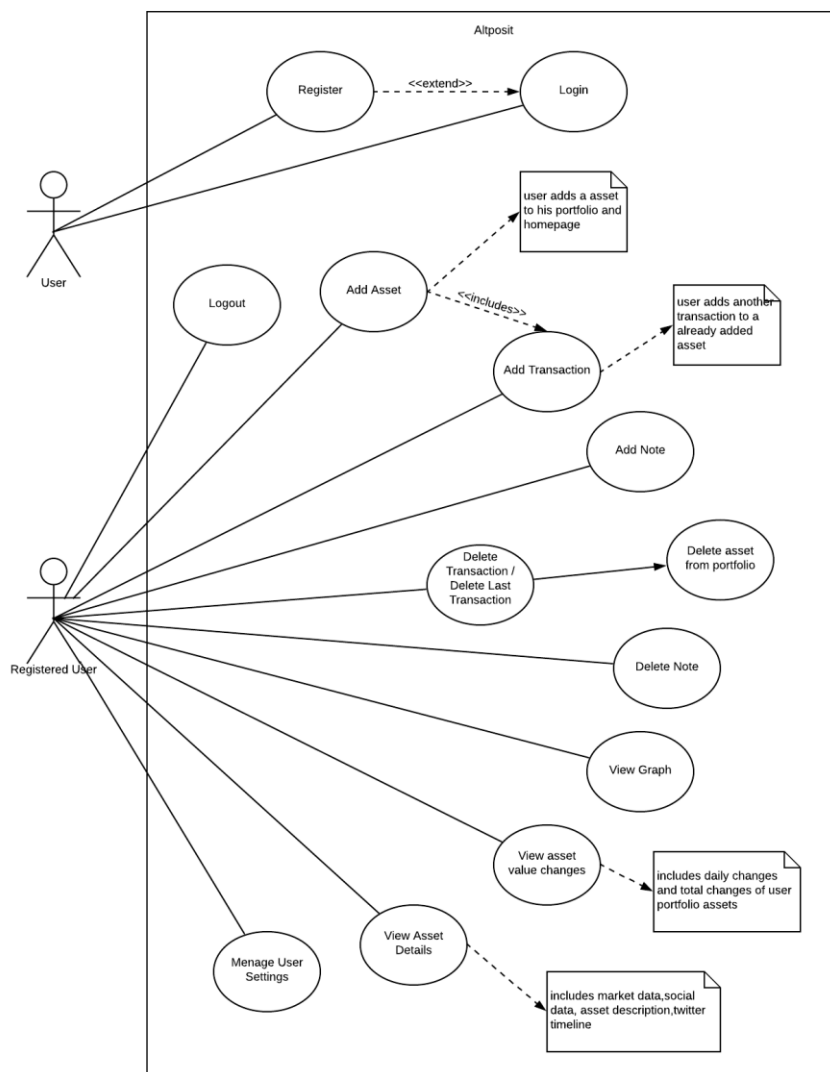 Altposit
Register
<<extend>>
Login
user adds a asset
to his portfolio and
homepage
User
Logout
Add Asset
<<includes>>
user adds another
transaction to a
already added
asset
Add Transaction
Add Note
Delete
Transaction /
Delete Last
Transaction
Delete asset
from portfolio
Registered User
Delete Note
View Graph
View asset
value changes
includes daily changes
and total changes of user
portfolio assets
View Asset
Details
Menage User
Settings
includes market data,social
data, asset description,twitter
timeline